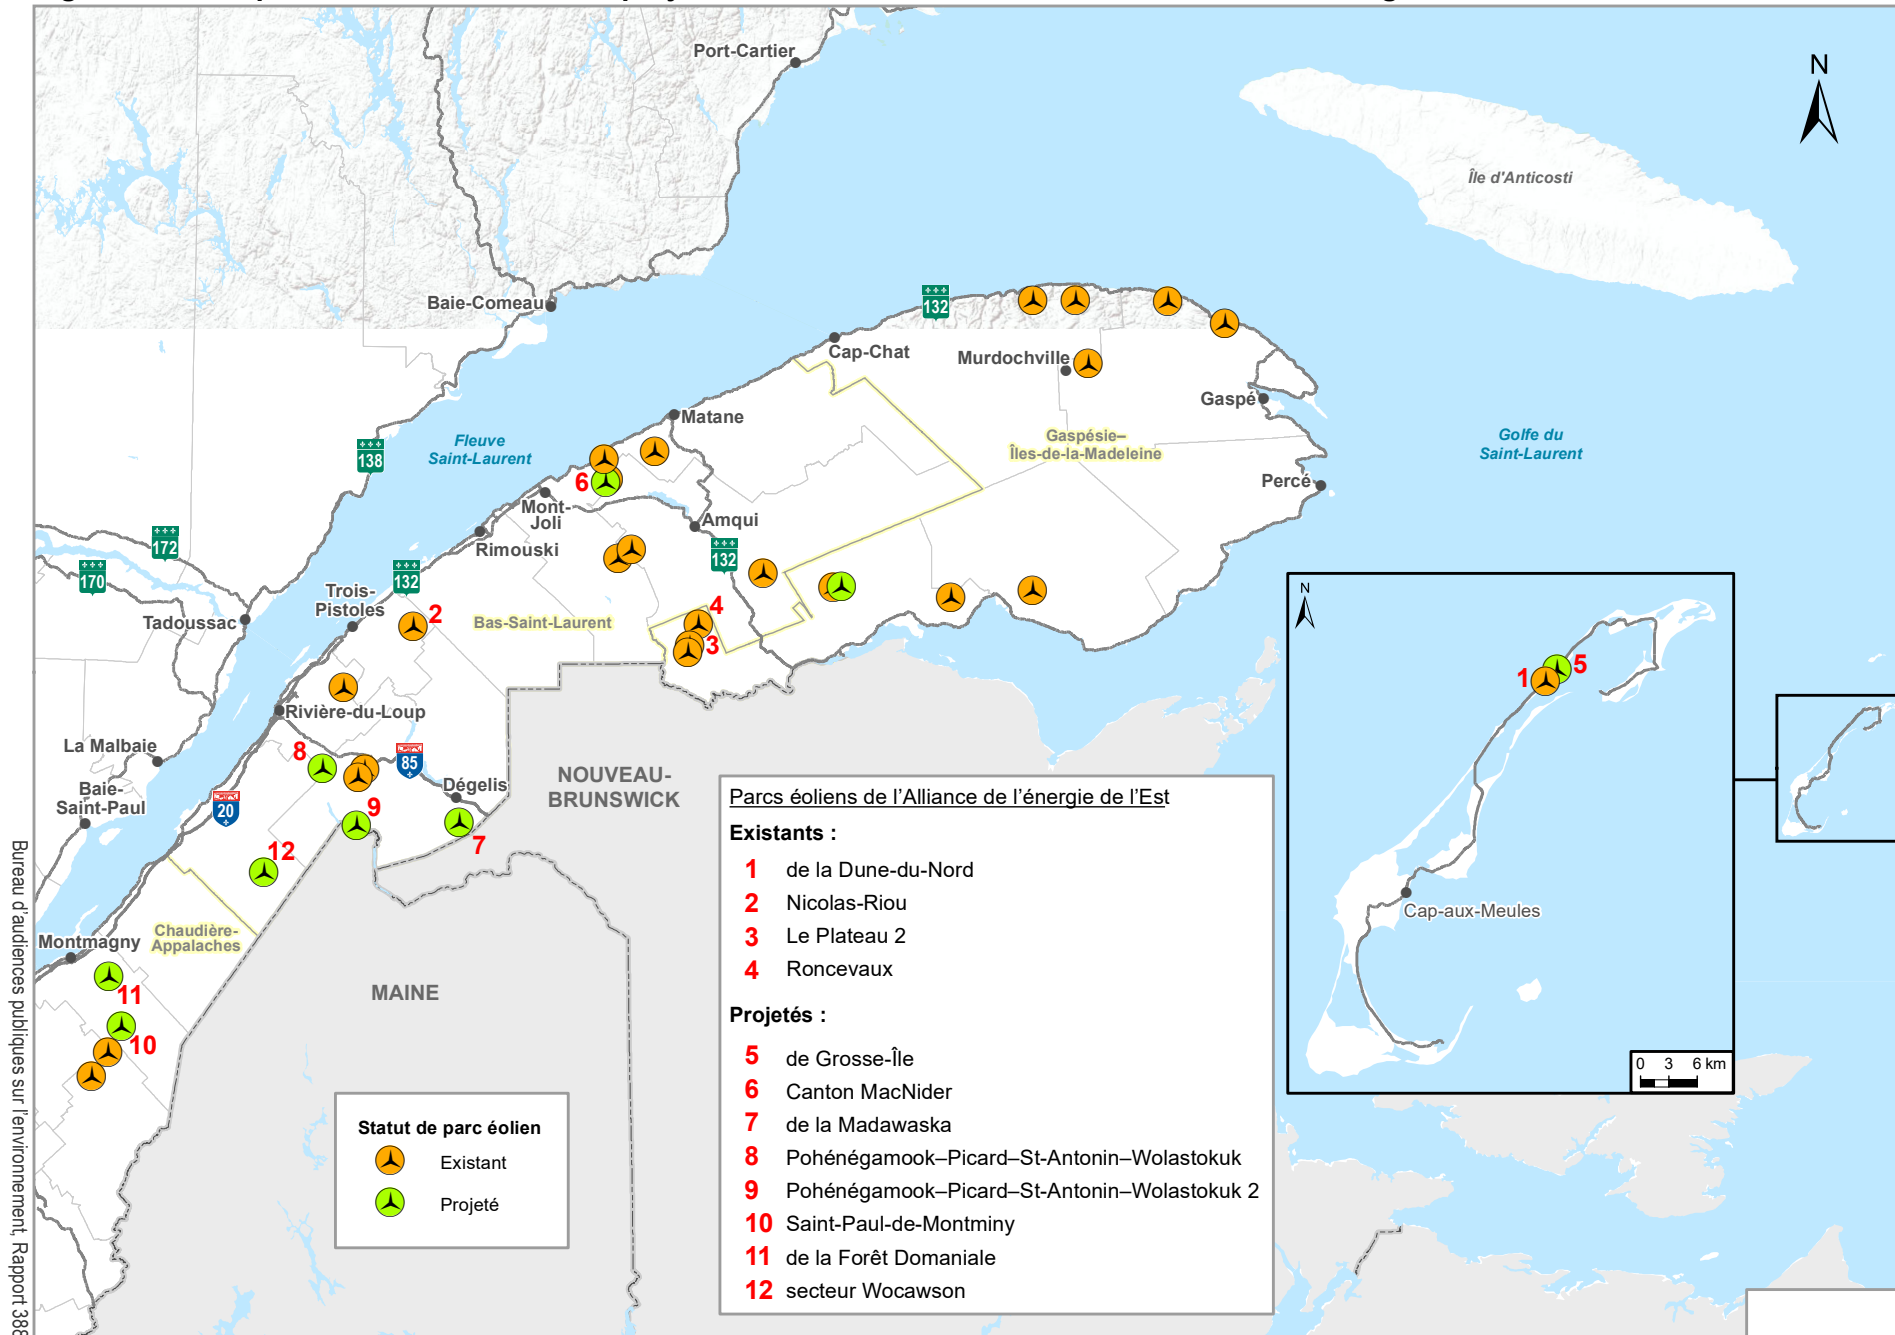 Port-Cartier
N
Île d'Anticosti
Baie-Comeau
132
Cap-Chat
Murdochville
Gaspé
Matane
Fleuve
Saint-Laurent
Gaspésie–
Îles-de-la-Madeleine
Golfe du
Saint-Laurent
138
6
Percé
Mont-
Joli
Amqui
Rimouski
172
132
170
132
Trois-
Pistoles
Tadoussac
2
Bas-Saint-Laurent
4
3
N
1
5
Rivière-du-Loup
La Malbaie
8
85
Baie-
Saint-Paul
20
Dégelis
NOUVEAU-
BRUNSWICK
9
7
12
Cap-aux-Meules
Chaudière-
Appalaches
Montmagny
MAINE
11
10
0 3 6 km
Parcs éoliens de l'Alliance de l'énergie de l'Est
Existants :
1 de la Dune-du-Nord
2 Nicolas-Riou
3 Le Plateau 2
4 Roncevaux
Projetés :
5 de Grosse-Île
6 Canton MacNider
7 de la Madawaska
8 Pohénégamook–Picard–St-Antonin–Wolastokuk
9 Pohénégamook–Picard–St-Antonin–Wolastokuk 2
10 Saint-Paul-de-Montminy
11 de la Forêt Domaniale
12 secteur Wocawson
Statut de parc éolien
Existant
Projeté
Bureau d'audiences publiques sur l'environnement, Rapport 388